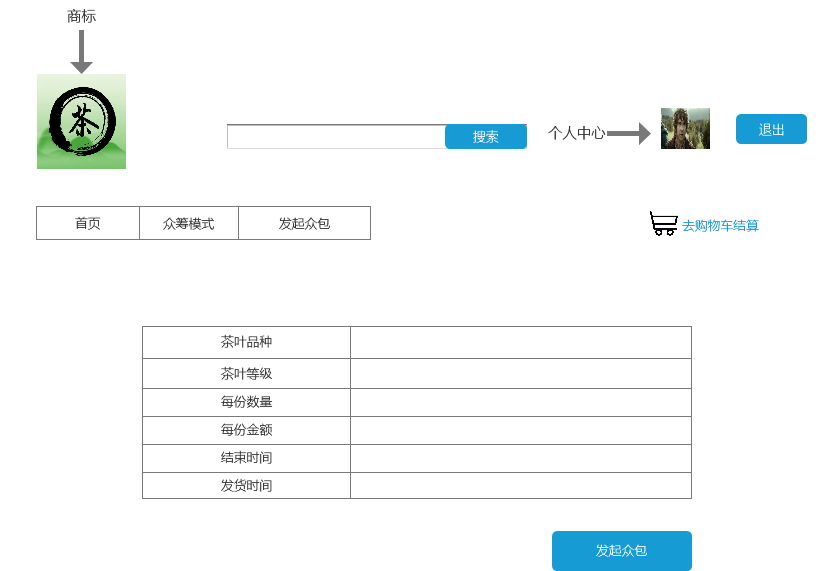 商标
茶
搜索
个人中心
退出
首页 众筹模式 发起众包
去购物车结算
茶叶品种
茶叶等级
每份数量
每份金额
结束时间
发货时间
发起众包